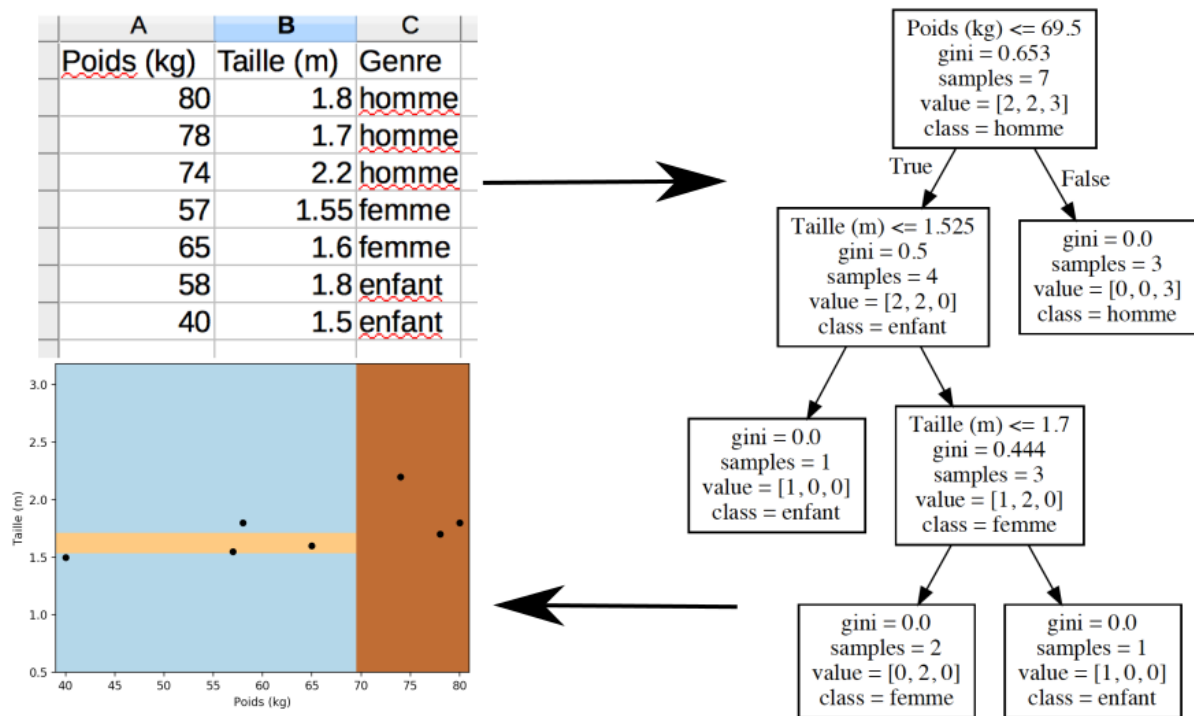 A B C
Poids (kg) Taille (m) Genre
80 1.8 homme
78 1.7 homme
74 2.2 homme
57 1.55 femme
65 1.6 femme
58 1.8 enfant
40 1.5 enfant
Poids (kg) <= 69.5
gini = 0.653
samples = 7
value = [2, 2, 3]
class = homme
True
False
Taille (m) <= 1.525
gini = 0.5
samples = 4
value = [2, 2, 0]
class = enfant
gini = 0.0
samples = 3
value = [0, 0, 3]
class = homme
gini = 0.0
samples = 1
value = [1, 0, 0]
class = enfant
Taille (m) <= 1.7
gini = 0.444
samples = 3
value = [1, 2, 0]
class = femme
gini = 0.0
samples = 2
value = [0, 2, 0]
class = femme
gini = 0.0
samples = 1
value = [1, 0, 0]
class = enfant
3.0
2.5
2.0
1.5
1.0
0.5
Taille (m)
40 45 50 55 60 65 70 75 80
Poids (kg)